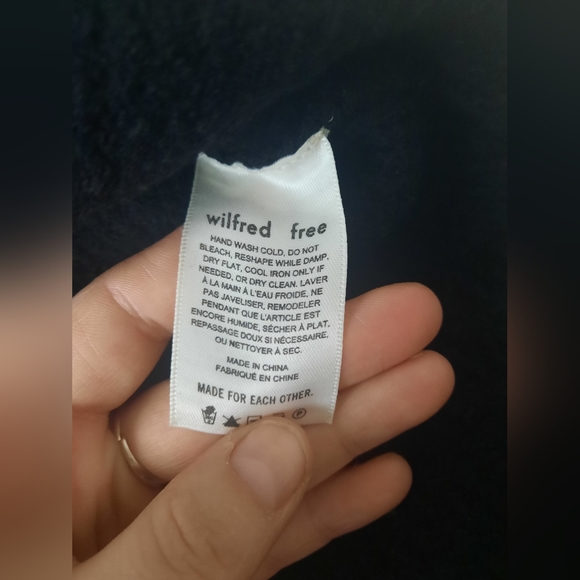 wilfred free
HAND WASH COLD, DO NOT
BLEACH, RESHAPE WHILE DAMP,
DRY FLAT, COOL IRON ONLY IF
NEEDED, OR DRY CLEAN. LAVER
À LA MAIN À L'EAU FROIDE, NE
PAS JAVELISER, REMODELER
PENDANT QUE L'ARTICLE EST
ENCORE HUMIDE, SÉCHER À PLAT,
REPASSAGE DOUX SI NÉCESSAIRE,
OU NETTOYER À SEC.
MADE IN CHINA
FABRIQUÉ EN CHINE
MADE FOR EACH OTHER.
P